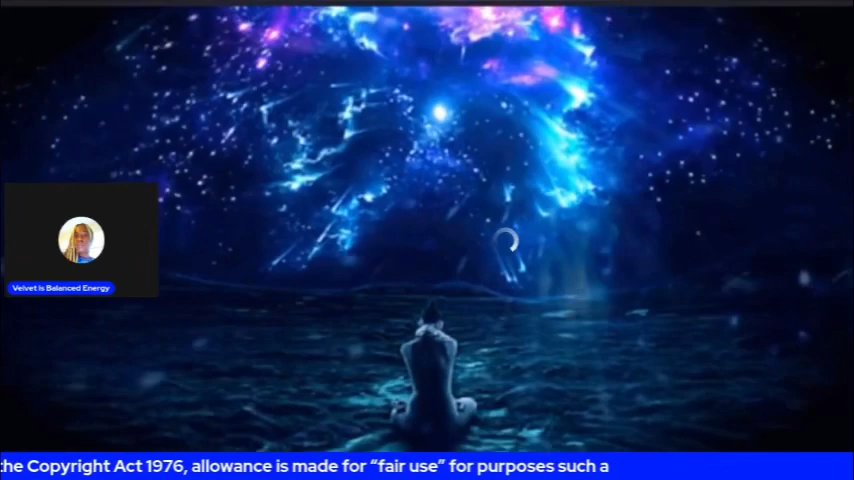 Velvet Is Balanced Energy
the Copyright Act 1976, allowance is made for “fair use” for purposes such a